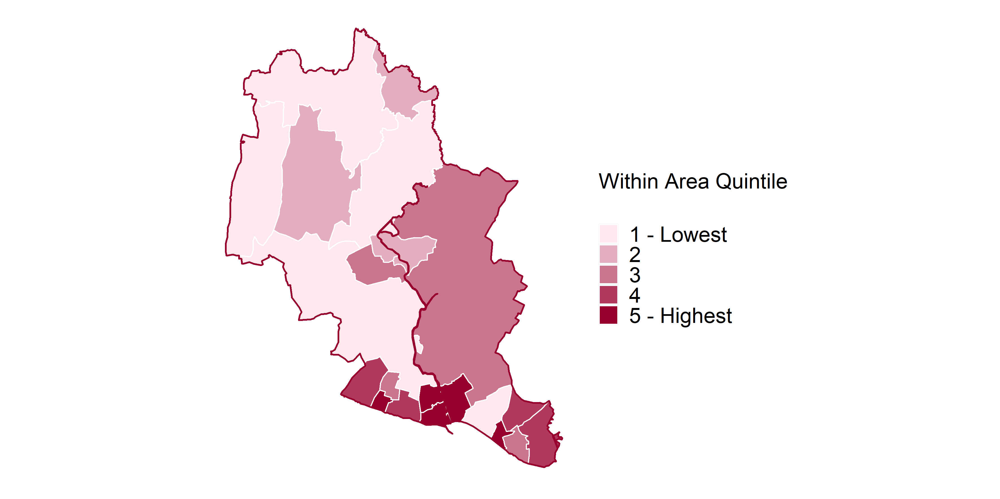 Within Area Quintile
1 - Lowest
2
3
4
5 - Highest